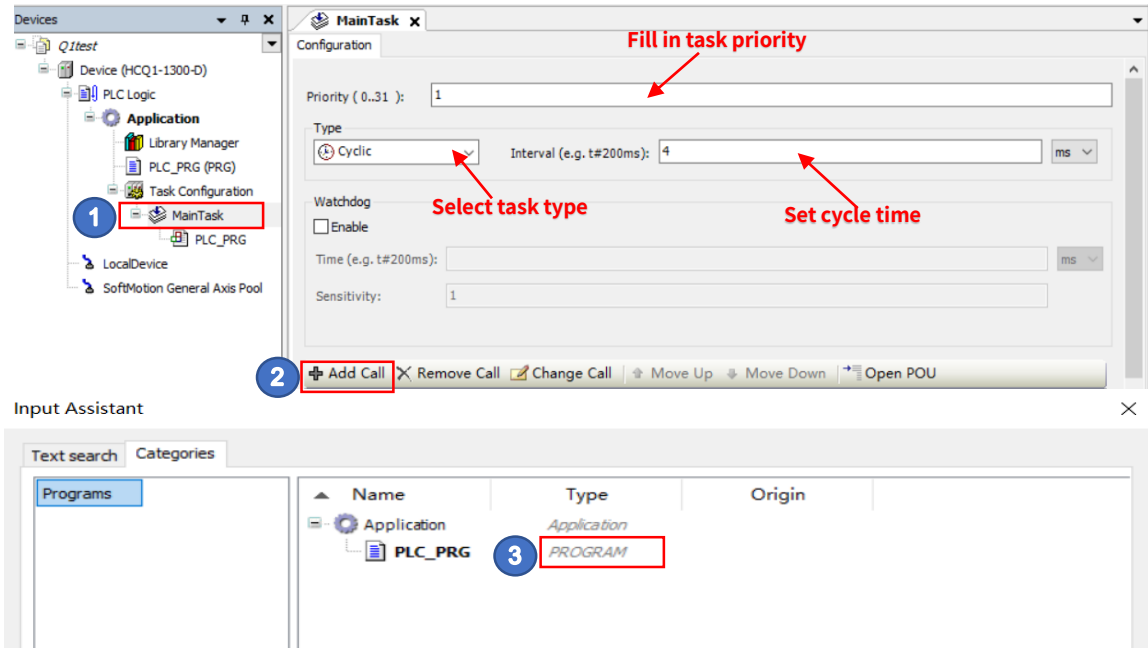 Devices
Q1test
Device (HCQ1-1300-D)
PLC Logic
Application
Library Manager
PLC_PRG (PRG)
Task Configuration
1
MainTask
PLC_PRG
LocalDevice
SoftMotion General Axis Pool
MainTask
Configuration
Fill in task priority
Priority ( 0..31 ): 1
Type
Cyclic Interval (e.g. t#200ms): 4 ms
Select task type
Set cycle time
Watchdog
Enable
Time (e.g. t#200ms): ms
Sensitivity: 1
2 Add Call Remove Call Change Call Move Up Move Down Open POU
Input Assistant
Text search Categories
Programs
Name Type Origin
Application Application
PLC_PRG 3 PROGRAM